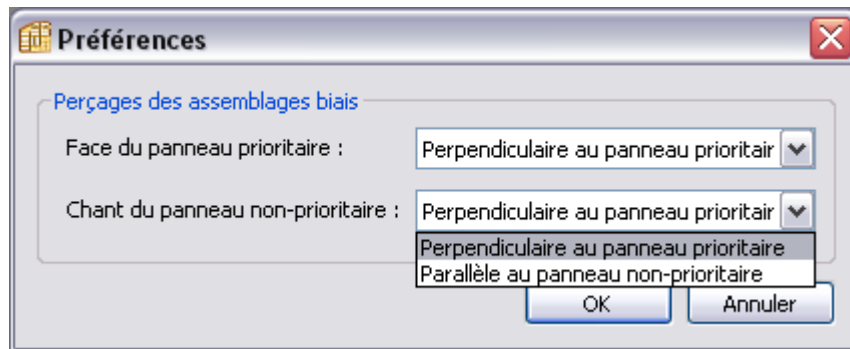 Préférences
Perçages des assemblages biais
Face du panneau prioritaire :
Perpendiculaire au panneau prioritair
Chant du panneau non-prioritaire :
Perpendiculaire au panneau prioritair
Perpendiculaire au panneau prioritaire
Parallèle au panneau non-prioritaire
OK
Annuler